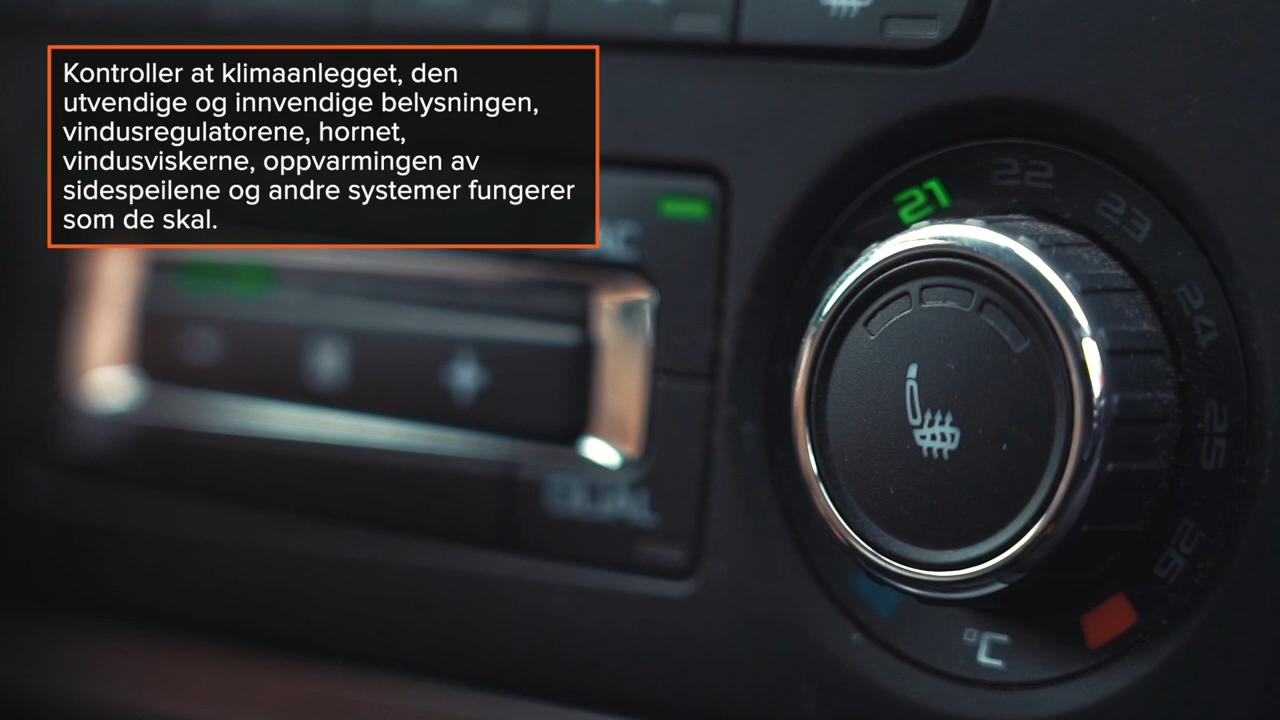 Kontroller at klimaanlegget, den
utvendige og innvendige belysningen,
vindusregulatorene, hornet,
vindusviskerne, oppvarmingen av
sidespeilene og andre systemer fungerer
som de skal.
21
22
23
24
25
26
DUAL
°C